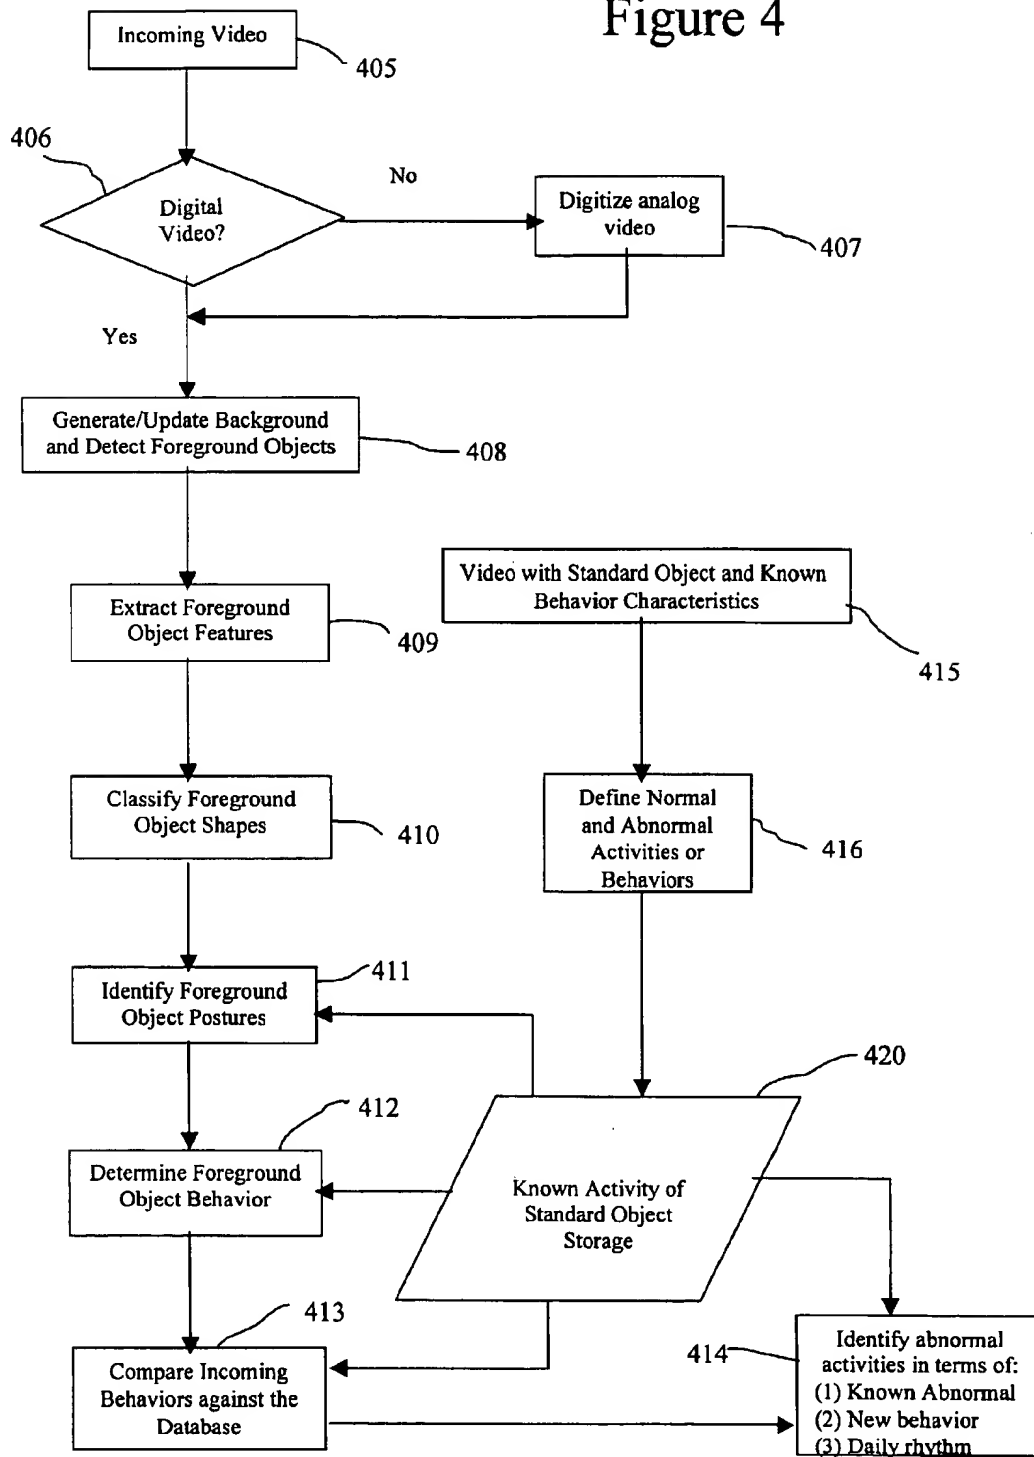 Figure 4
Incoming Video
405
406
Digital
Video?
No
Digitize analog
video
407
Yes
Generate/Update Background
and Detect Foreground Objects
408
Extract Foreground
Object Features
409
Video with Standard Object and Known
Behavior Characteristics
415
Classify Foreground
Object Shapes
410
Define Normal
and Abnormal
Activities or
Behaviors
416
Identify Foreground
Object Postures
411
Determine Foreground
Object Behavior
412
Known Activity of
Standard Object
Storage
420
Compare Incoming
Behaviors against the
Database
413
414
Identify abnormal
activities in terms of:
(1) Known Abnormal
(2) New behavior
(3) Daily rhythm